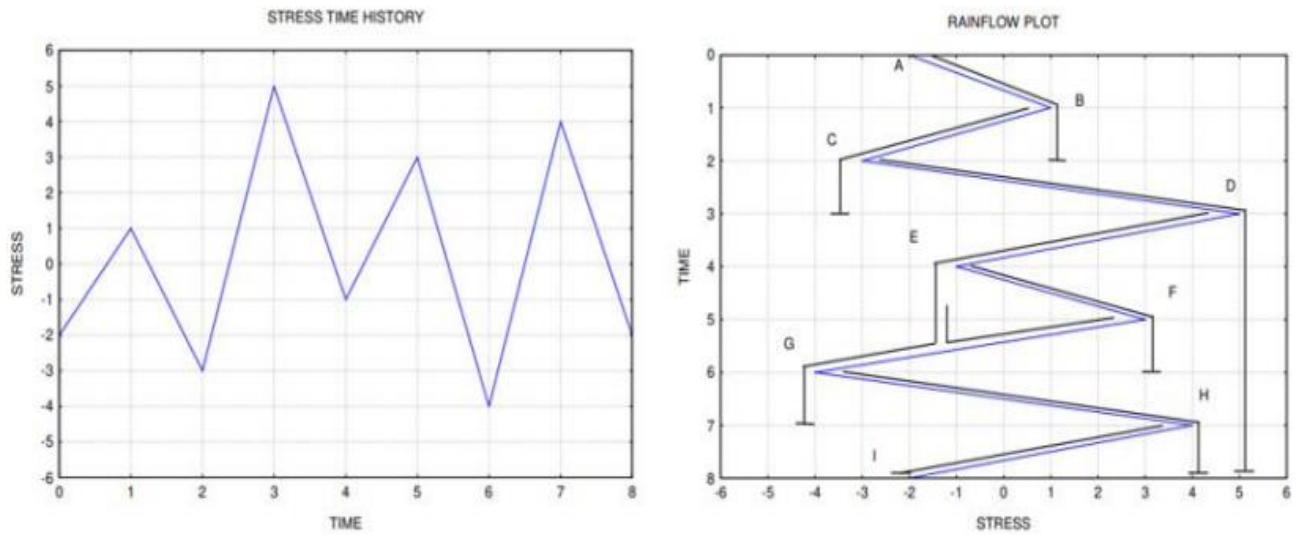 STRESS TIME HISTORY
6
5
4
3
2
1
0
-1
-2
-3
-4
-5
-6
STRESS
0 1 2 3 4 5 6 7 8
TIME
RAINFLOW PLOT
0
1
2
3
4
5
6
7
8
TIME
A
B
C
D
E
F
G
H
I
-6 -5 -4 -3 -2 -1 0 1 2 3 4 5 6
STRESS